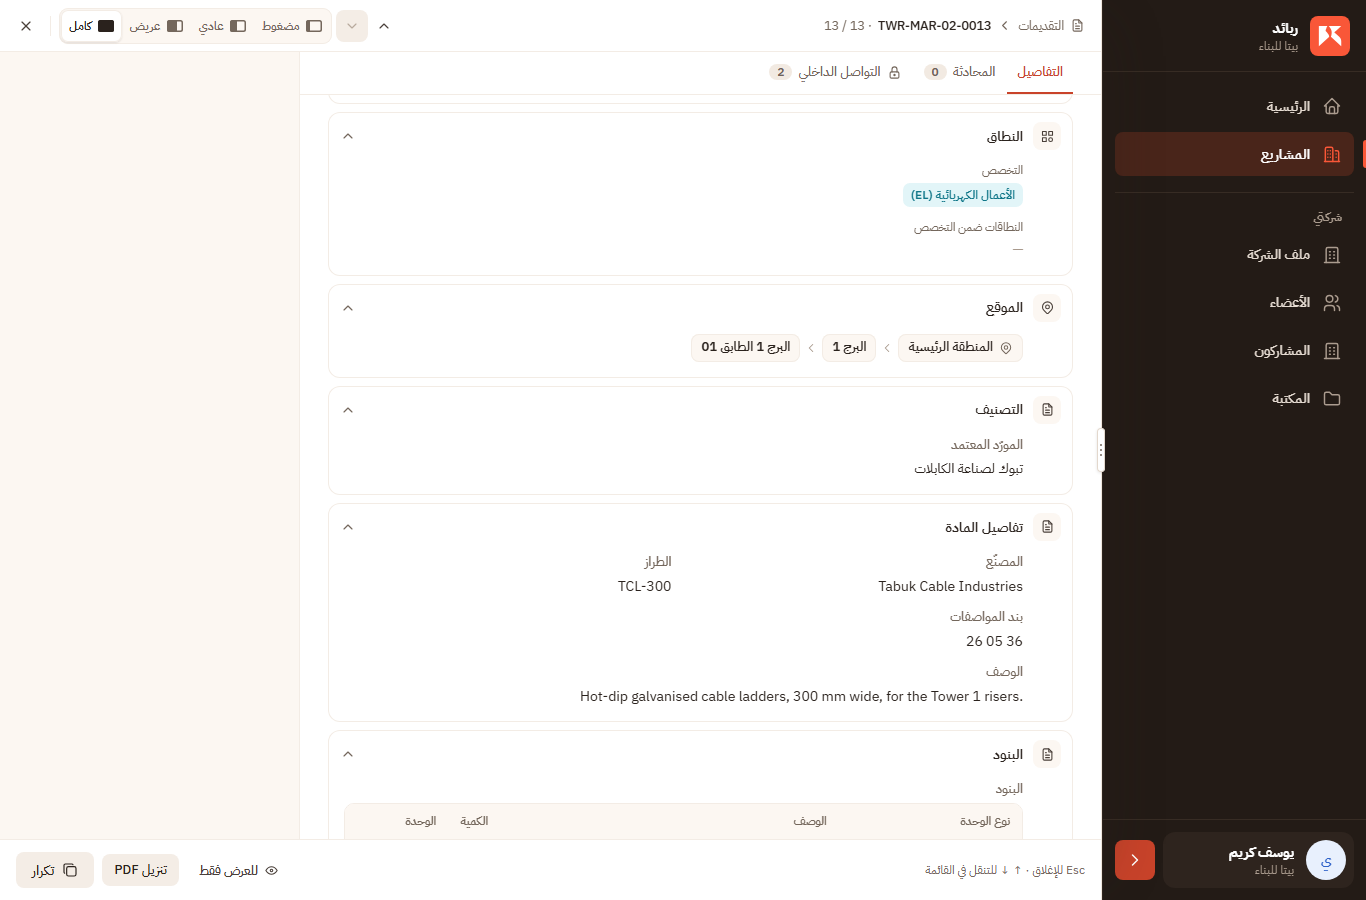 ربائد
بيتا للبناء
الرئيسية
المشاريع
شركتي
ملف الشركة
الأعضاء
المشاركون
المكتبة
يوسف كريم
بيتا للبناء
ي
التقديمات
TWR-MAR-02-0013 · 13 / 13
مضغوط
عادي
عريض
كامل
التفاصيل
المحادثة 0
التواصل الداخلي 2
النطاق
التخصص
الأعمال الكهربائية (EL)
النطاقات ضمن التخصص
—
الموقع
المنطقة الرئيسية
البرج 1
البرج 1 الطابق 01
التصنيف
المورّد المعتمد
تبوك لصناعة الكابلات
تفاصيل المادة
المصنّع
الطراز
Tabuk Cable Industries
TCL-300
بند المواصفات
26 05 36
الوصف
Hot-dip galvanised cable ladders, 300 mm wide, for the Tower 1 risers.
البنود
البنود
نوع الوحدة
الوصف
الكمية
الوحدة
Esc للإغلاق · ↑ ↓ للتنقل في القائمة
للعرض فقط
تنزيل PDF
تكرار